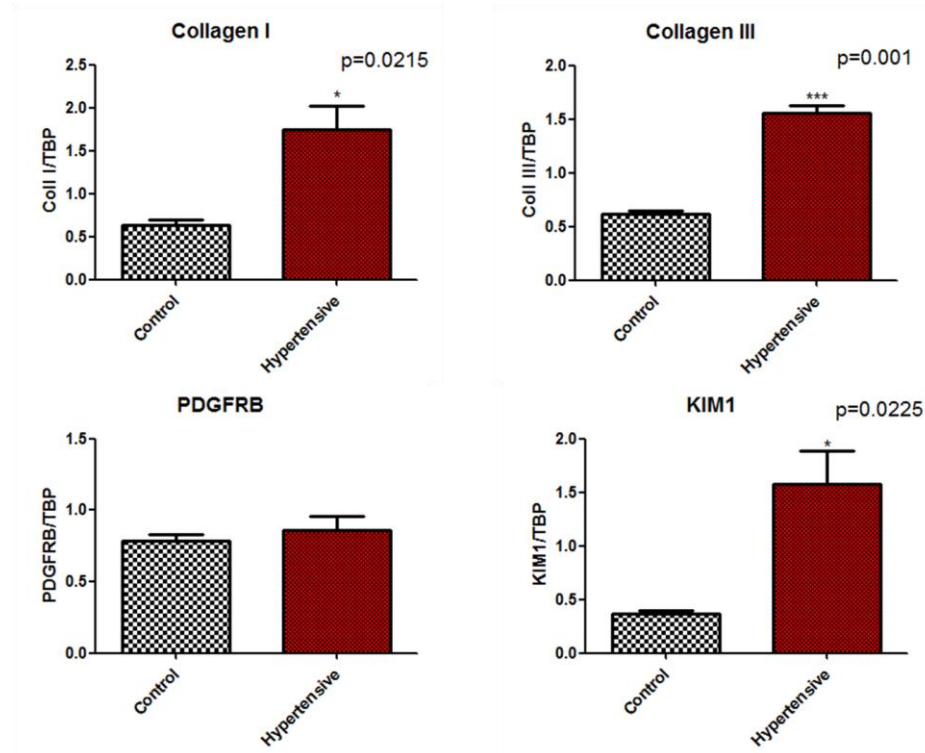 Collagen I
p=0.0215
Coll I/TBP
2.5
2.0
1.5
1.0
0.5
0.0
*
Control
Hypertensive
Collagen III
p=0.001
Coll III/TBP
2.0
1.5
1.0
0.5
0.0
***
Control
Hypertensive
PDGFRB
PDGFRB/TBP
1.5
1.0
0.5
0.0
Control
Hypertensive
KIM1
p=0.0225
KIM1/TBP
2.0
1.5
1.0
0.5
0.0
*
Control
Hypertensive